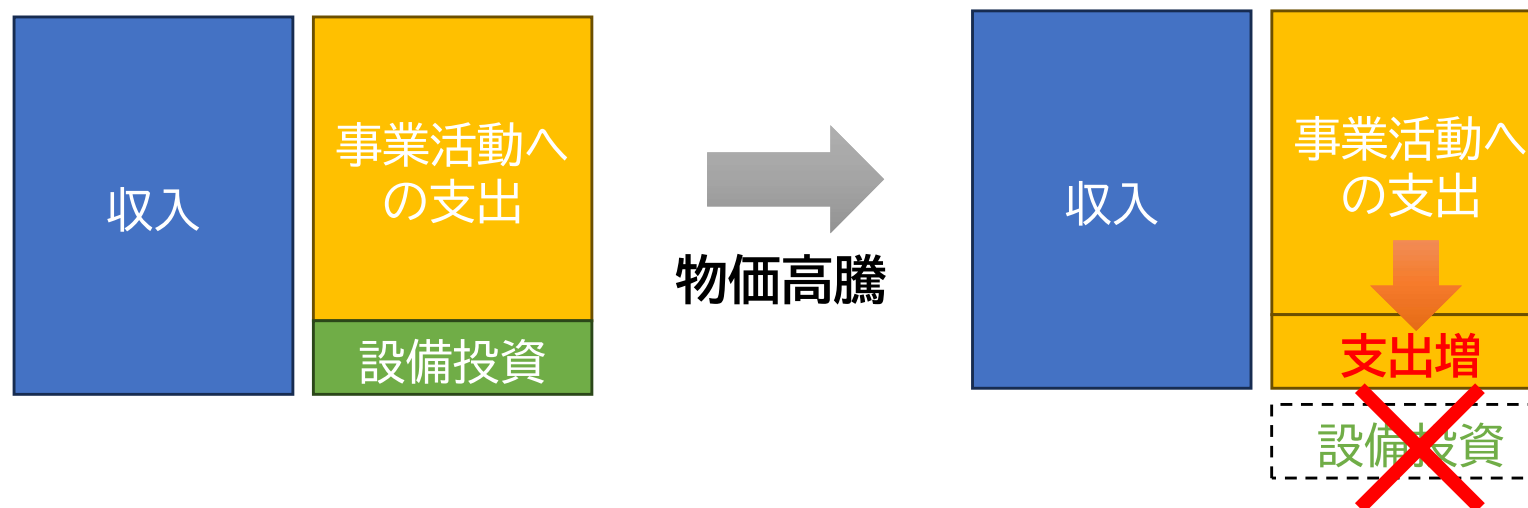 収入
事業活動へ
の支出
設備投資
物価高騰
収入
事業活動へ
の支出
支出増
設備投資